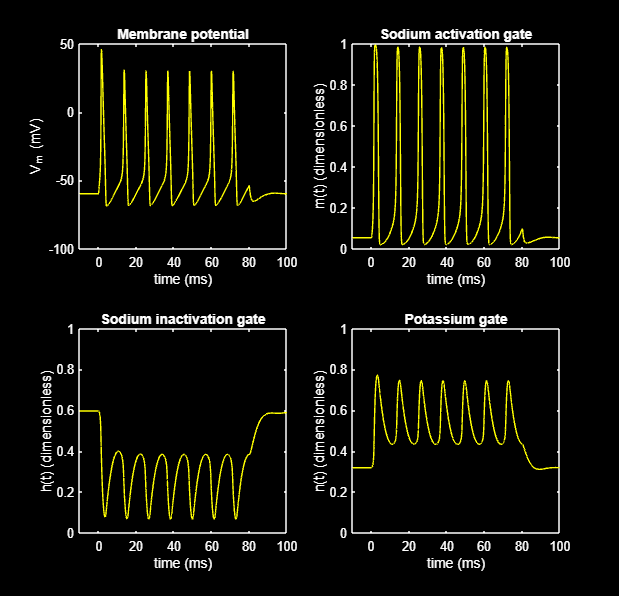 Membrane potential
50
0
-50
-100
V_m (mV)
0 20 40 60 80 100
time (ms)
Sodium activation gate
1
0.8
0.6
0.4
0.2
0
m(t) (dimensionless)
0 20 40 60 80 100
time (ms)
Sodium inactivation gate
1
0.8
0.6
0.4
0.2
0
h(t) (dimensionless)
0 20 40 60 80 100
time (ms)
Potassium gate
1
0.8
0.6
0.4
0.2
0
n(t) (dimensionless)
0 20 40 60 80 100
time (ms)